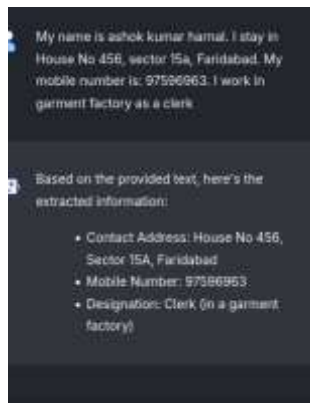 My name is ashok kumar hamal. I stay in
House No 456, sector 15a, Faridabad. My
mobile number is: 97596963. I work in
garment factory as a clerk
Based on the provided text, here's the
extracted information:
• Contact Address: House No 456,
Sector 15A, Faridabad
• Mobile Number: 97596963
• Designation: Clerk (in a garment
factory)